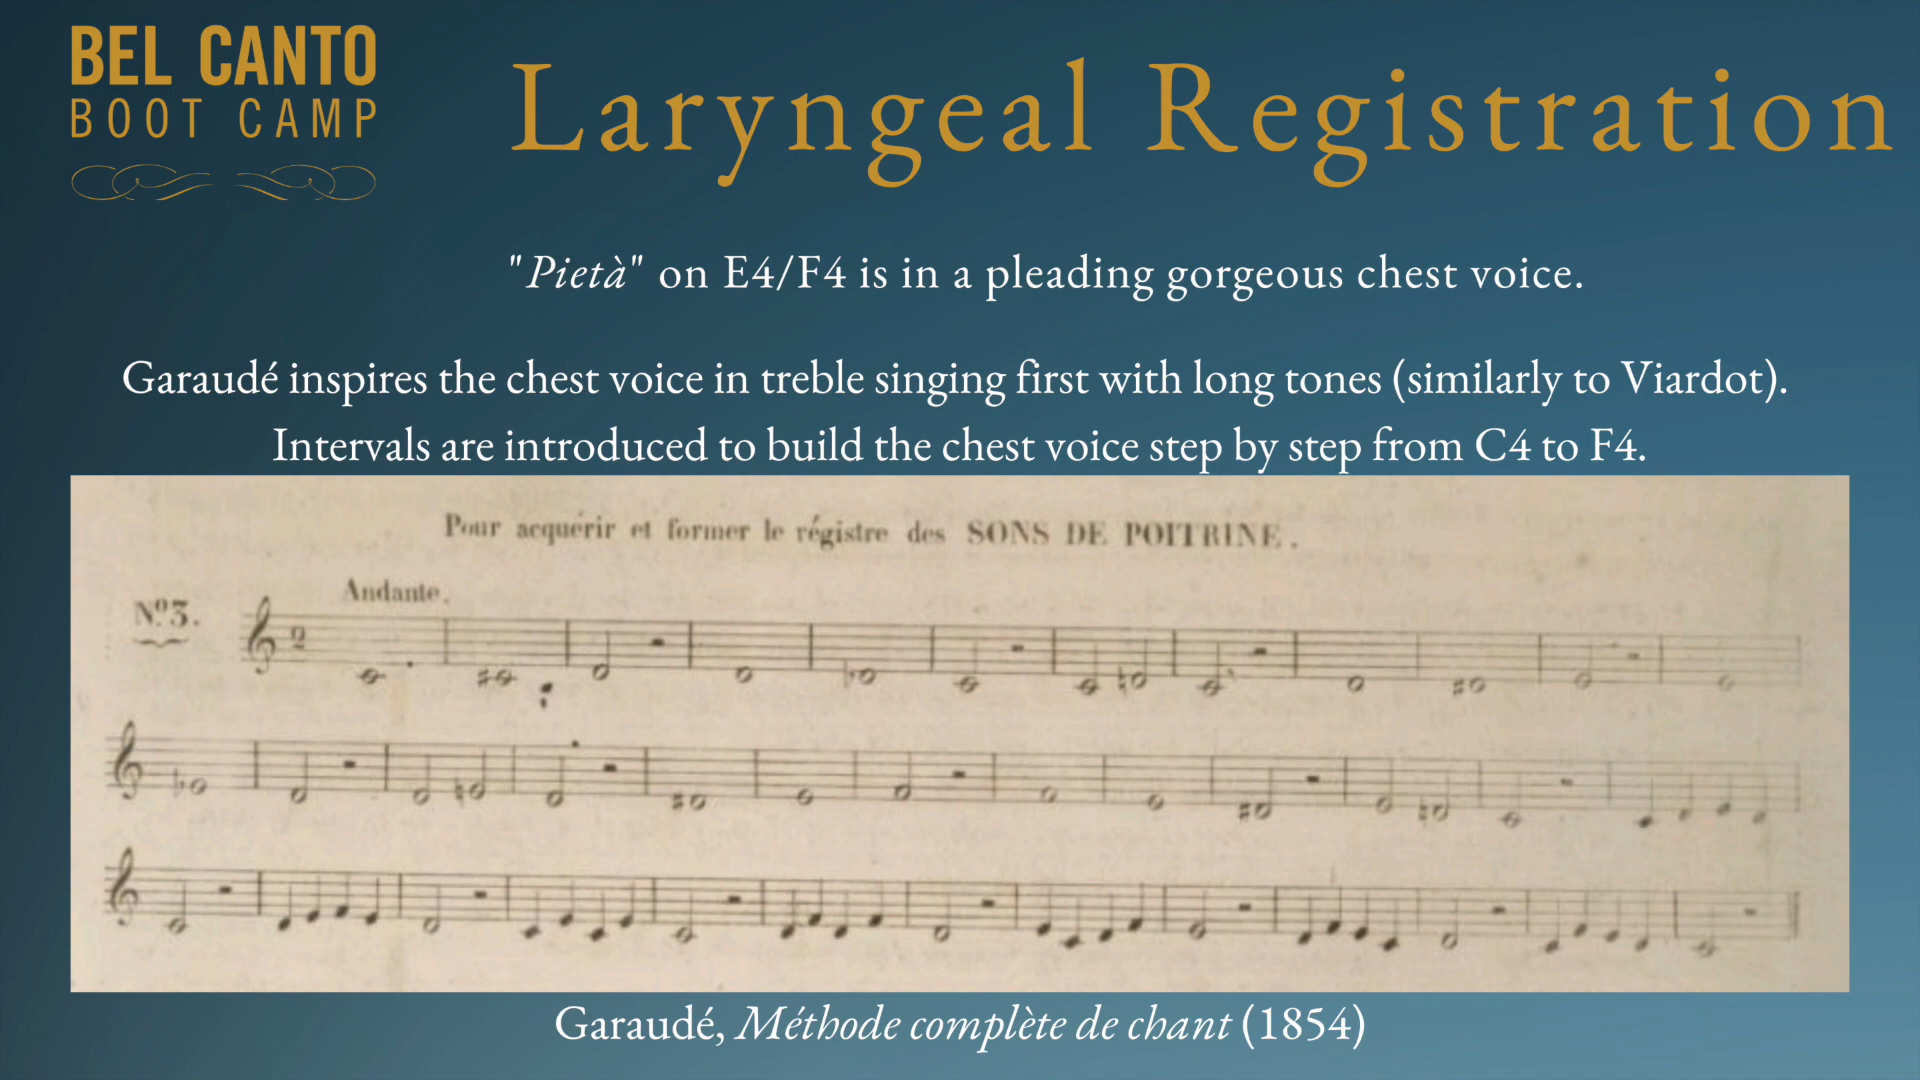 BEL CANTO
BOOT CAMP
Laryngeal Registration
"Pietà" on E4/F4 is in a pleading gorgeous chest voice.
Garaudé inspires the chest voice in treble singing first with long tones (similarly to Viardot).
Intervals are introduced to build the chest voice step by step from C4 to F4.
Pour acquérir et former le régistre des SONS DE POITRINE.
Andante.
Nº3.
2
Garaudé, Méthode complète de chant (1854)